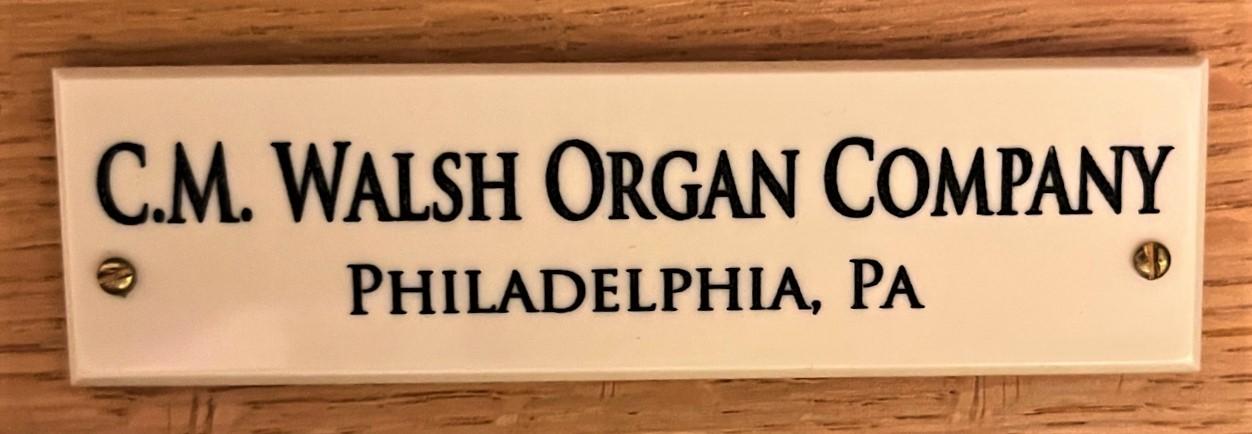 C.M. WALSH ORGAN COMPANY
PHILADELPHIA, PA